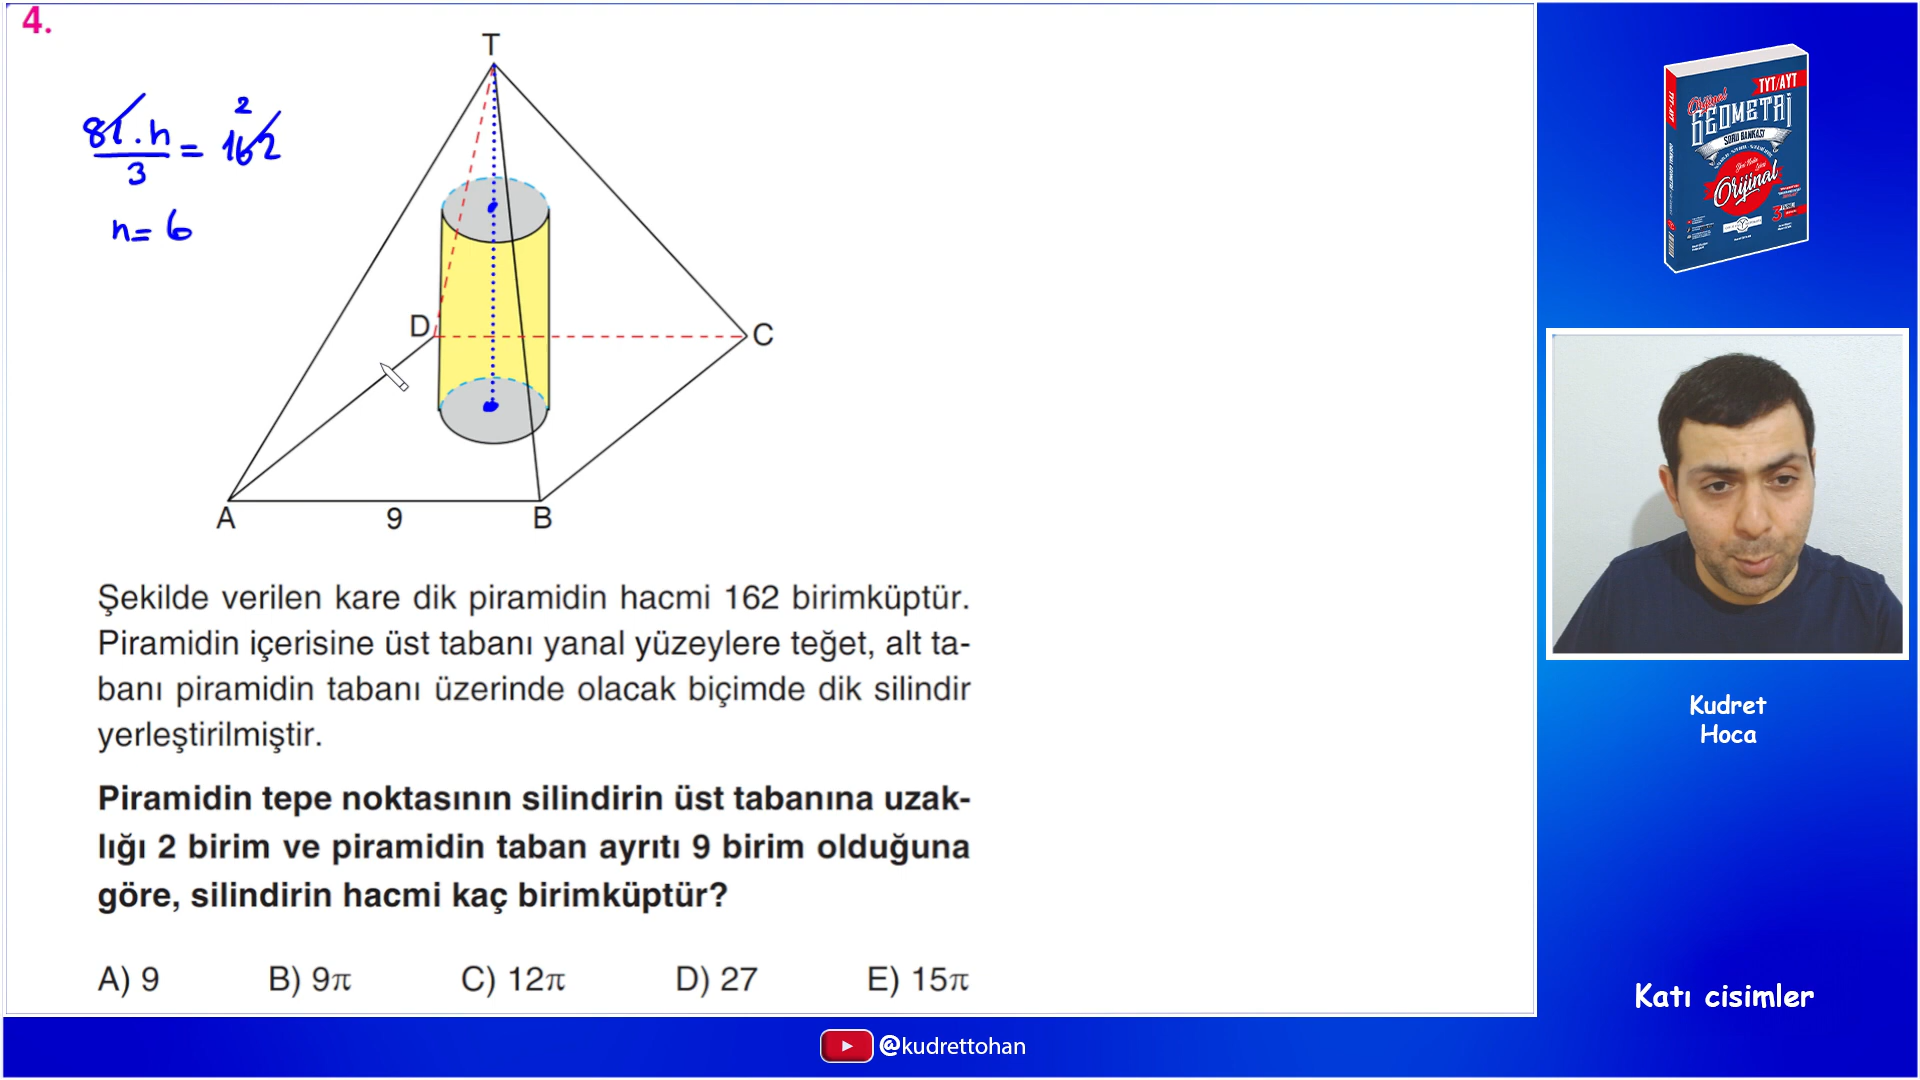 4.
T
81.h
3
= 162
2
h= 6
D
C
A
9
B
Şekilde verilen kare dik piramidin hacmi 162 birimküptür.
Piramidin içerisine üst tabanı yanal yüzeylere teğet, alt ta-
banı piramidin tabanı üzerinde olacak biçimde dik silindir
yerleştirilmiştir.
Piramidin tepe noktasının silindirin üst tabanına uzak-
lığı 2 birim ve piramidin taban ayrıtı 9 birim olduğuna
göre, silindirin hacmi kaç birimküptür?
A) 9 B) 9π C) 12π D) 27 E) 15π
TYT/AYT
Orijinal
GEOMETRİ
SORU BANKASI
Orijinal
Kudret
Hoca
Katı cisimler
@kudrettohan